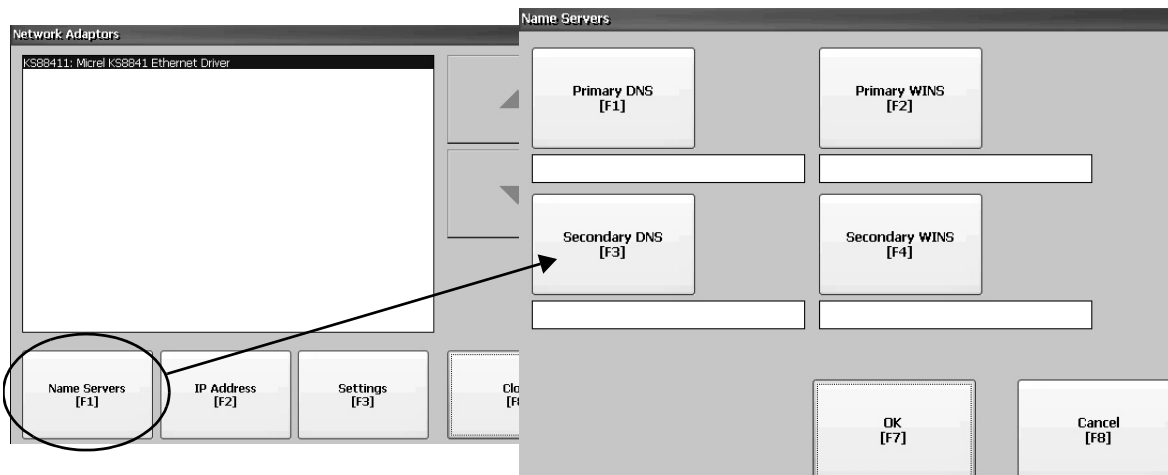 Network Adaptors
KS88411: Micrel KS8841 Ethernet Driver
Name Servers
[F1]
IP Address
[F2]
Settings
[F3]
Name Servers
Primary DNS
[F1]
Primary WINS
[F2]
Secondary DNS
[F3]
Secondary WINS
[F4]
OK
[F7]
Cancel
[F8]